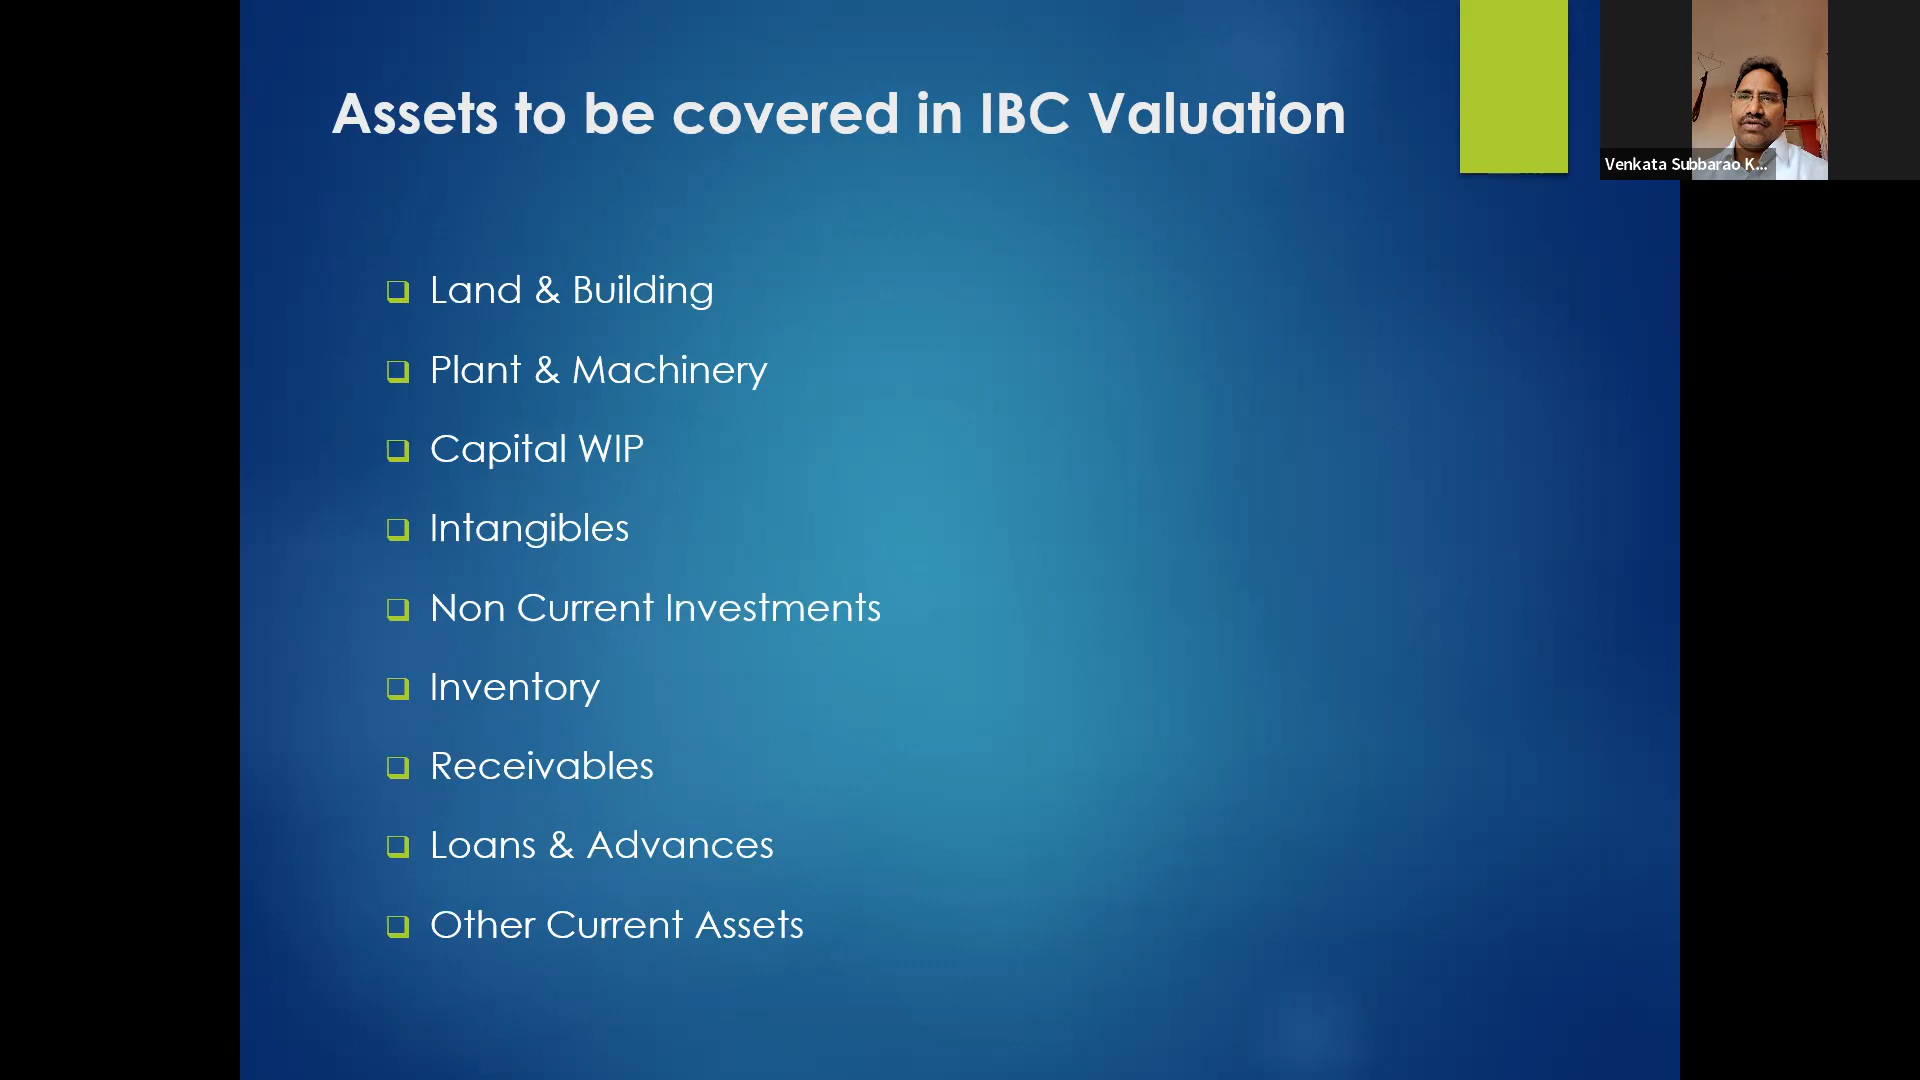 Assets to be covered in IBC Valuation
Venkata Subbarao K...
Land & Building
Plant & Machinery
Capital WIP
Intangibles
Non Current Investments
Inventory
Receivables
Loans & Advances
Other Current Assets